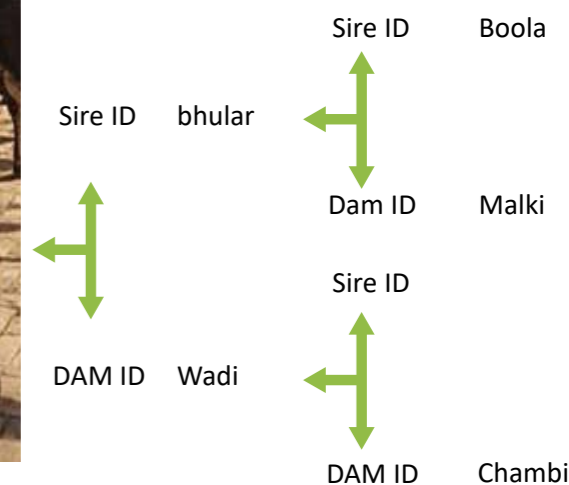 Sire ID Boola
Sire ID bhular
Dam ID Malki
Sire ID
DAM ID Wadi
DAM ID Chambi